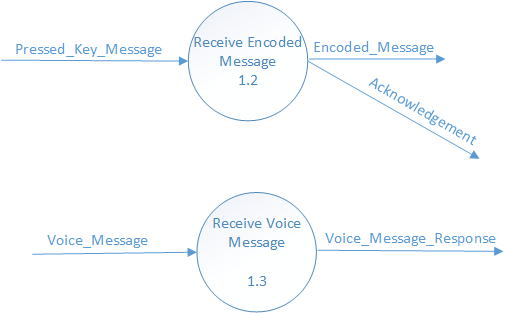 Pressed_Key_Message
Receive Encoded
Message
1.2
Encoded_Message
Acknowledgement
Voice_Message
Receive Voice
Message
1.3
Voice_Message_Response